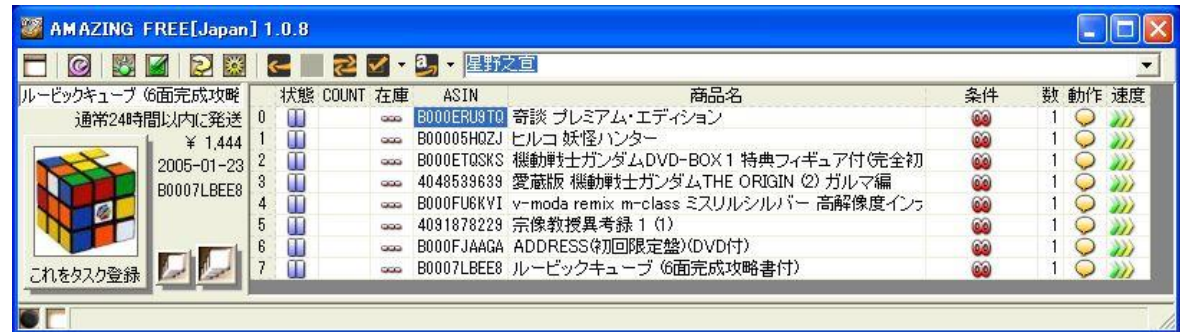 AMAZING FREE[Japan] 1.0.8
星野之宣
ルービックキューブ (6面完成攻略
通常24時間以内に発送
¥ 1,444
2005-01-23
B0007LBEE8
これをタスク登録
状態 COUNT 在庫 ASIN 商品名 条件 数 動作 速度
0 B000ERU9TQ 奇談 プレミアム・エディション 1
1 B00005HQZJ ヒルコ 妖怪ハンター 1
2 B000ETQSKS 機動戦士ガンダムDVD-BOX 1 特典フィギュア付(完全初 1
3 4048539639 愛蔵版 機動戦士ガンダムTHE ORIGIN (2) ガルマ編 1
4 B000FU6KYI v-moda remix m-class ミスリルシルバー 高解像度インナ 1
5 4091878229 宗像教授異考録 1 (1) 1
6 B000FJAAGA ADDRESS(初回限定盤)(DVD付) 1
7 B0007LBEE8 ルービックキューブ (6面完成攻略書付) 1